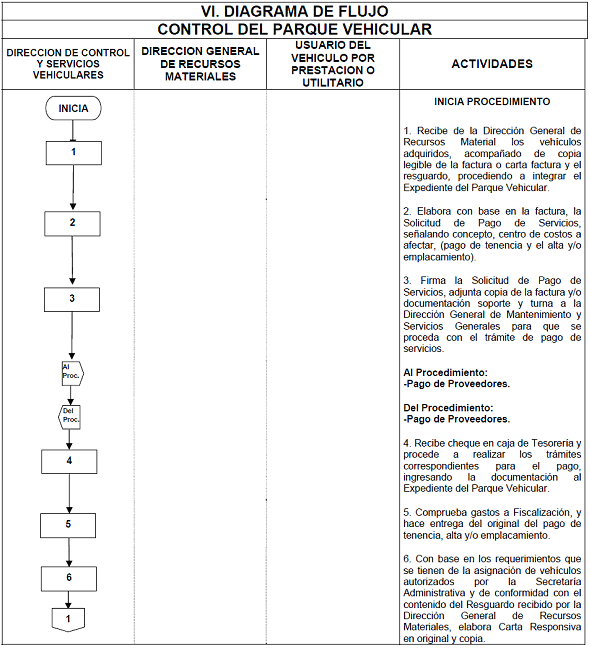 VI. DIAGRAMA DE FLUJO
CONTROL DEL PARQUE VEHICULAR
DIRECCION DE CONTROL
Y SERVICIOS
VEHICULARES
DIRECCION GENERAL
DE RECURSOS
MATERIALES
USUARIO DEL
VEHICULO POR
PRESTACION O
UTILITARIO
ACTIVIDADES
INICIA
1
2
3
Al
Proc.
Del
Proc.
4
5
6
1
INICIA PROCEDIMIENTO
1. Recibe de la Dirección General de
Recursos Material los vehículos
adquiridos, acompañado de copia
legible de la factura o carta factura y el
resguardo, procediendo a integrar el
Expediente del Parque Vehicular.
2. Elabora con base en la factura, la
Solicitud de Pago de Servicios,
señalando concepto, centro de costos a
afectar, (pago de tenencia y el alta y/o
emplacamiento).
3. Firma la Solicitud de Pago de
Servicios, adjunta copia de la factura y/o
documentación soporte y turna a la
Dirección General de Mantenimiento y
Servicios Generales para que se
proceda con el trámite de pago de
servicios.
Al Procedimiento:
-Pago de Proveedores.
Del Procedimiento:
-Pago de Proveedores.
4. Recibe cheque en caja de Tesorería y
procede a realizar los trámites
correspondientes para el pago,
ingresando la documentación al
Expediente del Parque Vehicular.
5. Comprueba gastos a Fiscalización, y
hace entrega del original del pago de
tenencia, alta y/o emplacamiento.
6. Con base en los requerimientos que
se tienen de la asignación de vehículos
autorizados por la Secretaría
Administrativa y de conformidad con el
contenido del Resguardo recibido por la
Dirección General de Recursos
Materiales, elabora Carta Responsiva
en original y copia.